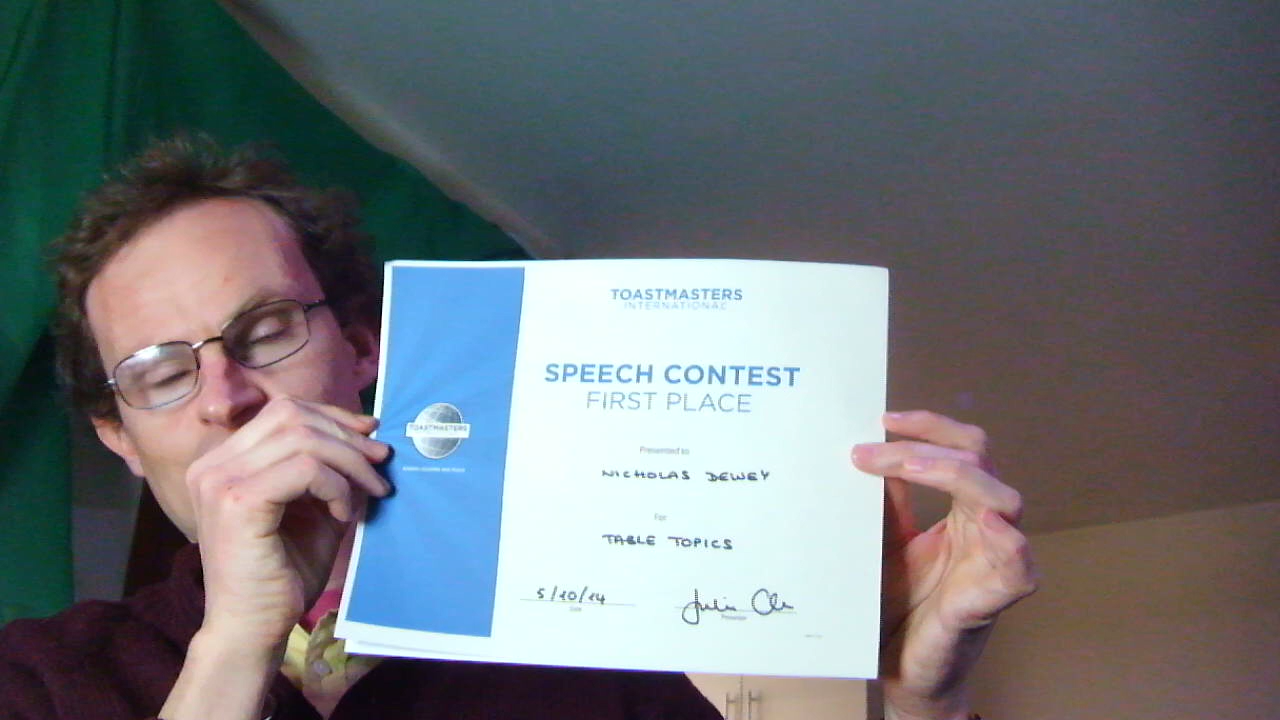 TOASTMASTERS
INTERNATIONAL
SPEECH CONTEST
FIRST PLACE
TOASTMASTERS
Presented to
NICHOLAS DEWEY
For
TABLE TOPICS
5/10/14
Date
Presenter